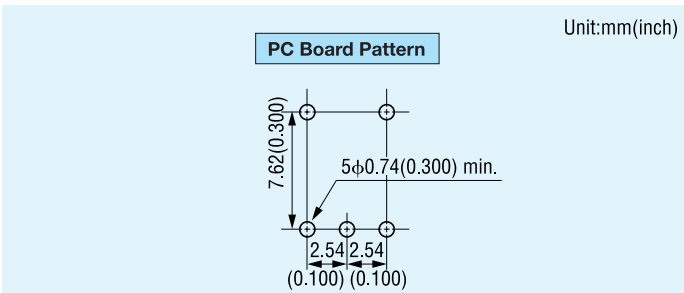 Unit:mm(inch)
PC Board Pattern
7.62(0.300)
5ϕ0.74(0.300) min.
2.54 2.54
(0.100) (0.100)